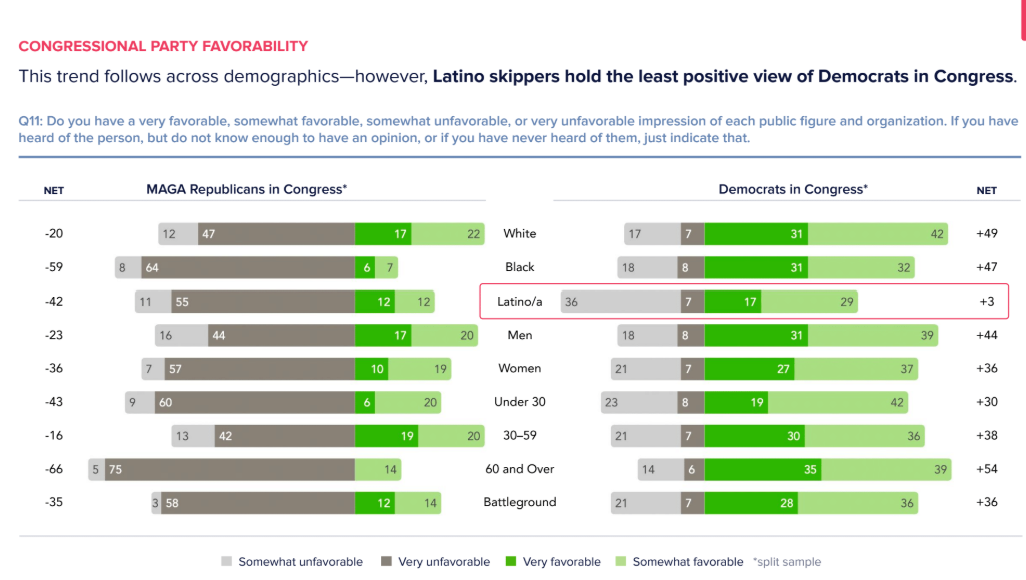 CONGRESSIONAL PARTY FAVORABILITY
This trend follows across demographics—however, Latino skippers hold the least positive view of Democrats in Congress.
Q11: Do you have a very favorable, somewhat favorable, somewhat unfavorable, or very unfavorable impression of each public figure and organization. If you have
heard of the person, but do not know enough to have an opinion, or if you have never heard of them, just indicate that.
NET MAGA Republicans in Congress* Democrats in Congress* NET
-20 12 47 17 22 White 17 7 31 42 +49
-59 8 64 6 7 Black 18 8 31 32 +47
-42 11 55 12 12 Latino/a 36 7 17 29 +3
-23 16 44 17 20 Men 18 8 31 39 +44
-36 7 57 10 19 Women 21 7 27 37 +36
-43 9 60 6 20 Under 30 23 8 19 42 +30
-16 13 42 19 20 30–59 21 7 30 36 +38
-66 5 75 14 60 and Over 14 6 35 39 +54
-35 3 58 12 14 Battleground 21 7 28 36 +36
Somewhat unfavorable Very unfavorable Very favorable Somewhat favorable *split sample